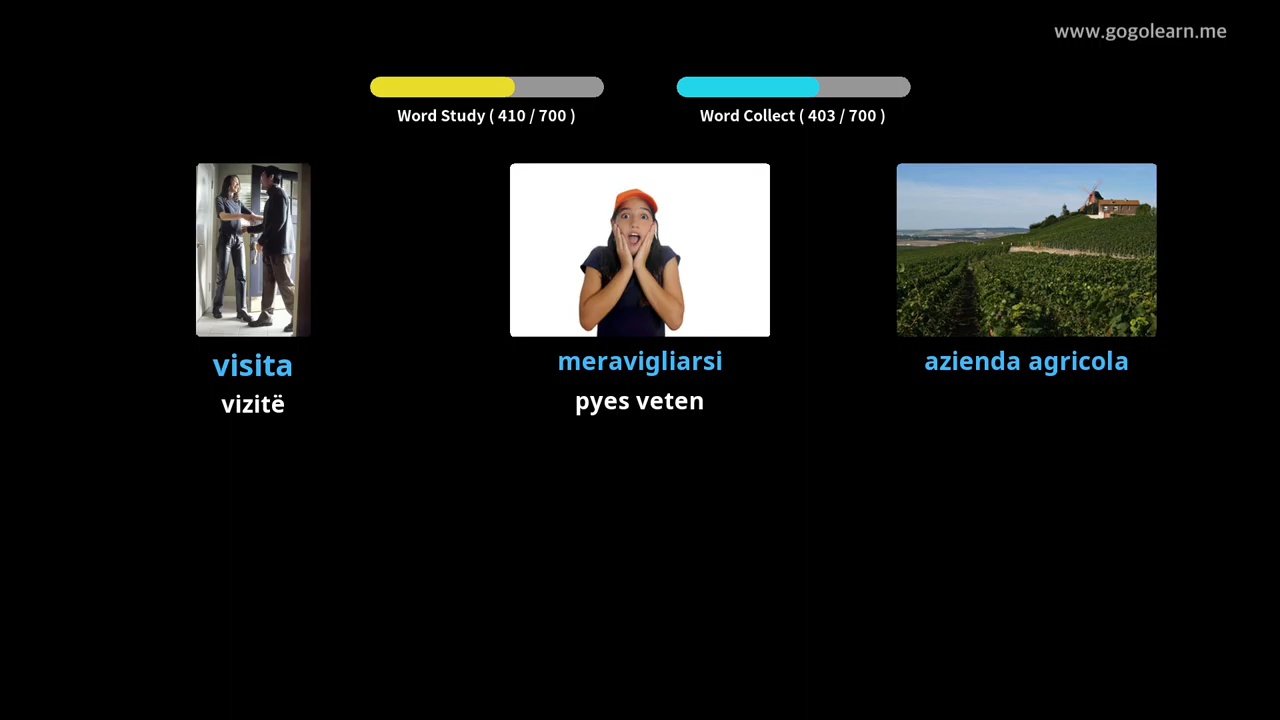 www.gogolearn.me
Word Study ( 410 / 700 )
Word Collect ( 403 / 700 )
visita
vizitë
meravigliarsi
pyes veten
azienda agricola